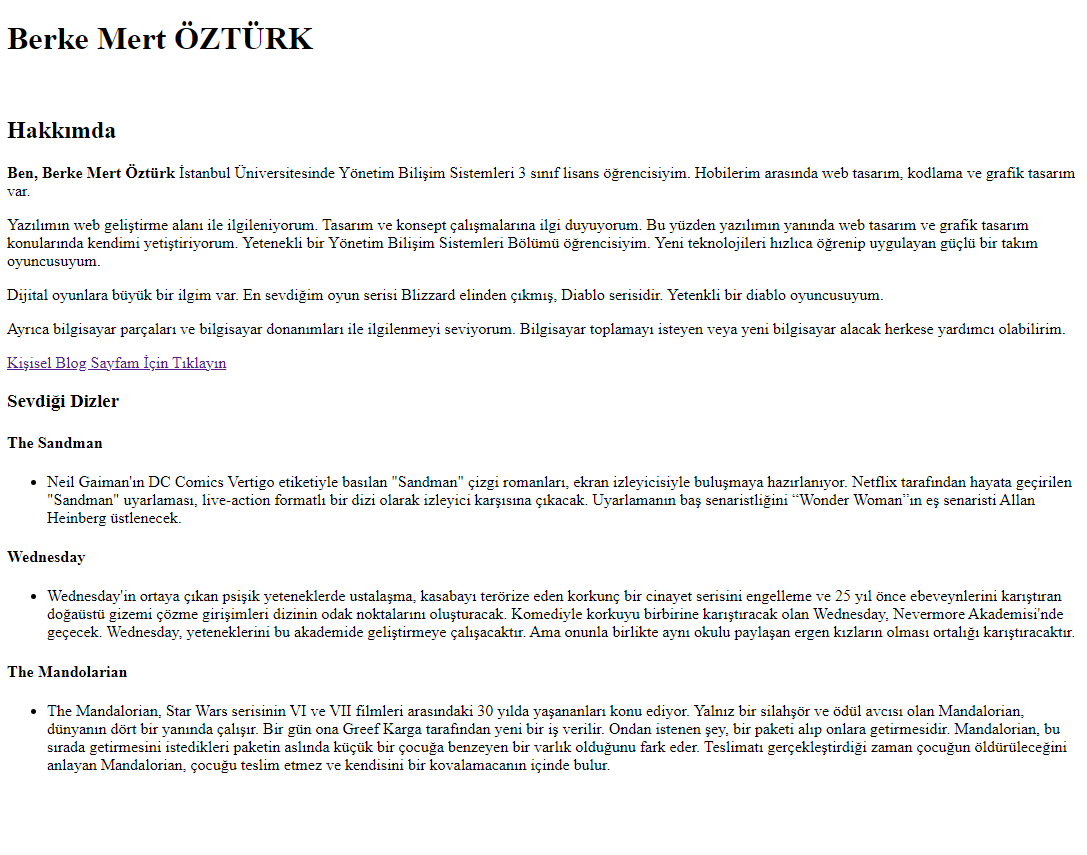 Berke Mert ÖZTÜRK
Hakkımda
Ben, Berke Mert Öztürk İstanbul Üniversitesinde Yönetim Bilişim Sistemleri 3 sınıf lisans öğrencisiyim. Hobilerim arasında web tasarım, kodlama ve grafik tasarım
var.
Yazılımın web geliştirme alanı ile ilgileniyorum. Tasarım ve konsept çalışmalarına ilgi duyuyorum. Bu yüzden yazılımın yanında web tasarım ve grafik tasarım
konularında kendimi yetiştiriyorum. Yetenekli bir Yönetim Bilişim Sistemleri Bölümü öğrencisiyim. Yeni teknolojileri hızlıca öğrenip uygulayan güçlü bir takım
oyuncusuyum.
Dijital oyunlara büyük bir ilgim var. En sevdiğim oyun serisi Blizzard elinden çıkmış, Diablo serisidir. Yetenkli bir diablo oyuncusuyum.
Ayrıca bilgisayar parçaları ve bilgisayar donanımları ile ilgilenmeyi seviyorum. Bilgisayar toplamayı isteyen veya yeni bilgisayar alacak herkese yardımcı olabilirim.
Kişisel Blog Sayfam İçin Tıklayın
Sevdiği Dizler
The Sandman
• Neil Gaiman'ın DC Comics Vertigo etiketiyle basılan "Sandman" çizgi romanları, ekran izleyicisiyle buluşmaya hazırlanıyor. Netflix tarafından hayata geçirilen
"Sandman" uyarlaması, live-action formatlı bir dizi olarak izleyici karşısına çıkacak. Uyarlamanın baş senaristliğini “Wonder Woman”ın eş senaristi Allan
Heinberg üstlenecek.
Wednesday
• Wednesday'in ortaya çıkan psişik yeteneklerde ustalaşma, kasabayı terörize eden korkunç bir cinayet serisini engelleme ve 25 yıl önce ebeveynlerini karıştıran
doğaüstü gizemi çözme girişimleri dizinin odak noktalarını oluşturacak. Komediyle korkuyu birbirine karıştıracak olan Wednesday, Nevermore Akademisi'nde
geçecek. Wednesday, yeteneklerini bu akademide geliştirmeye çalışacaktır. Ama onunla birlikte aynı okulu paylaşan ergen kızların olması ortalığı karıştıracaktır.
The Mandolarian
• The Mandalorian, Star Wars serisinin VI ve VII filmleri arasındaki 30 yılda yaşananları konu ediyor. Yalnız bir silahşör ve ödül avcısı olan Mandalorian,
dünyanın dört bir yanında çalışır. Bir gün ona Greef Karga tarafından yeni bir iş verilir. Ondan istenen şey, bir paketi alıp onlara getirmesidir. Mandalorian, bu
sırada getirmesini istedikleri paketin aslında küçük bir çocuğa benzeyen bir varlık olduğunu fark eder. Teslimatı gerçekleştirdiği zaman çocuğun öldürüleceğini
anlayan Mandalorian, çocuğu teslim etmez ve kendisini bir kovalamacanın içinde bulur.